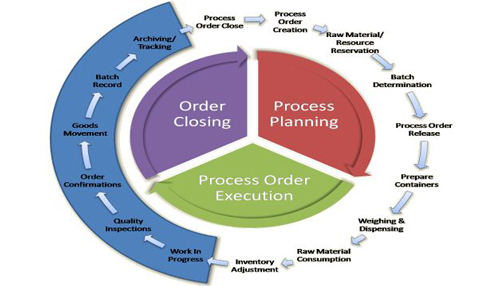 Process
Order Close
Process
Order
Creation
Raw Material/
Resource
Reservation
Batch
Determination
Process Order
Release
Prepare
Containers
Weighing &
Dispensing
Raw Material
Consumption
Inventory
Adjustment
Work In
Progress
Quality
Inspections
Order
Confirmations
Goods
Movement
Batch
Record
Archiving/
Tracking
Order
Closing
Process
Planning
Process Order
Execution